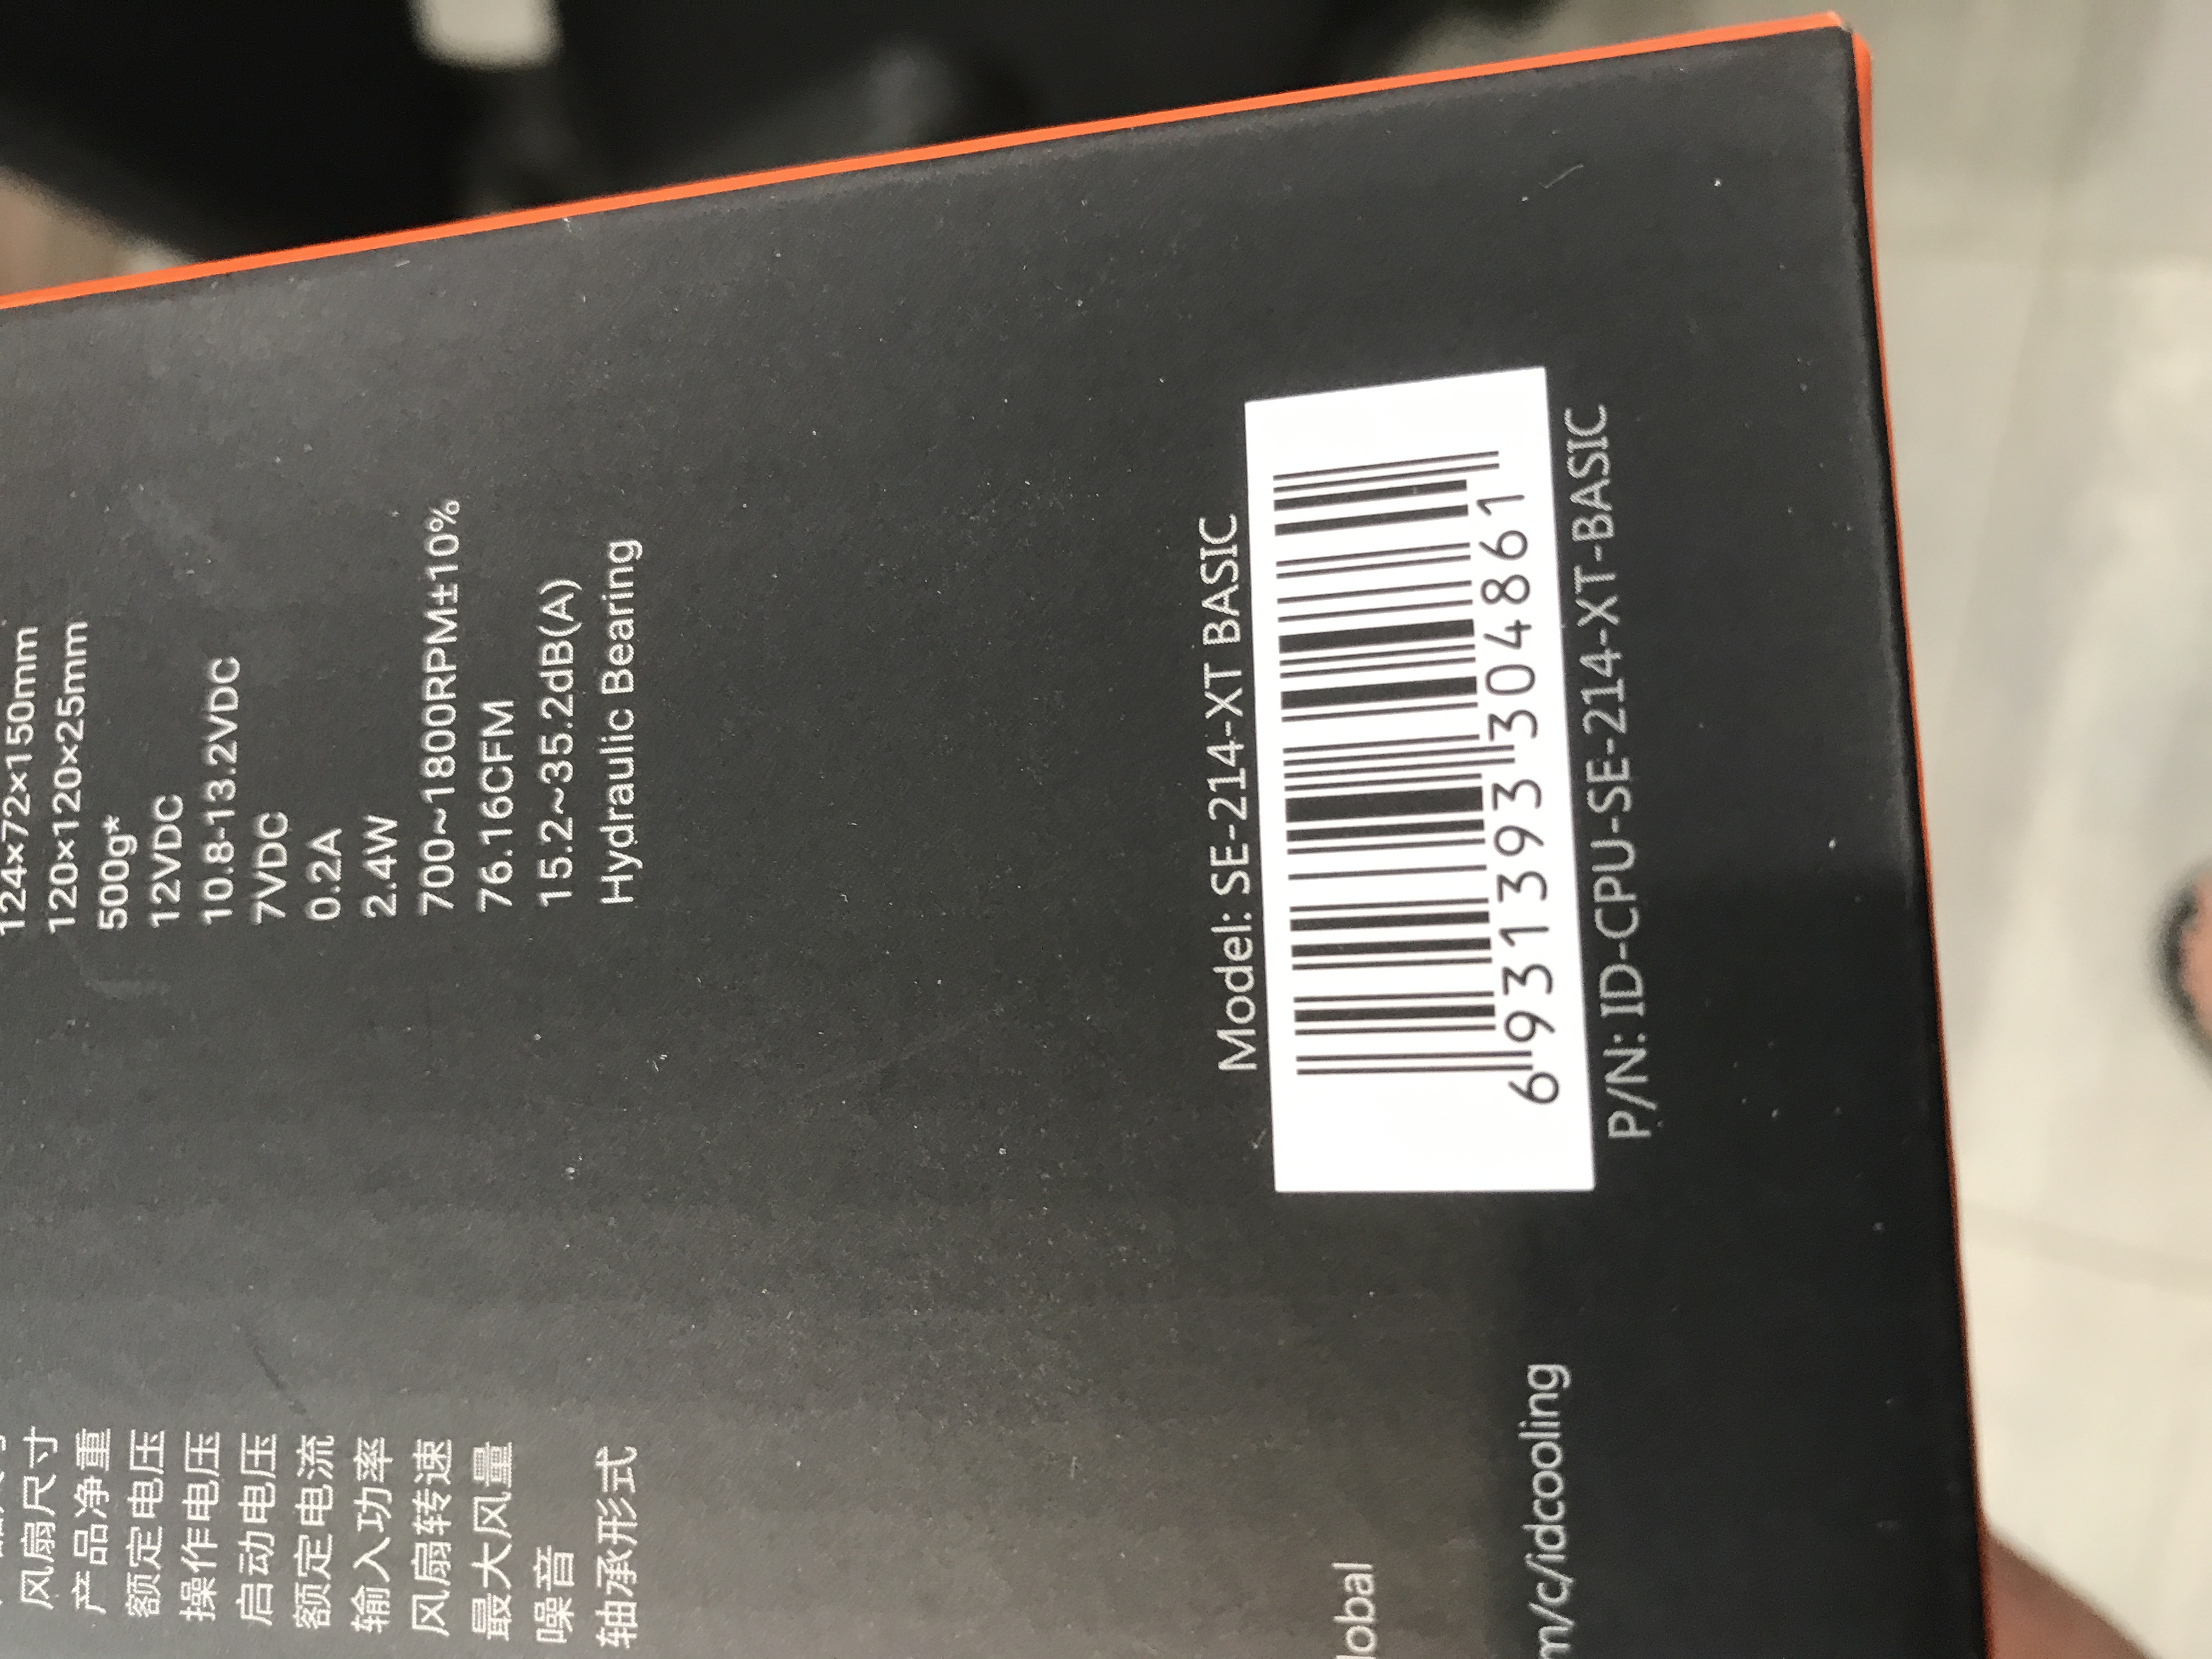 124×72×150mm
风扇尺寸 120×120×25mm
产品净重 500g*
额定电压 12VDC
操作电压 10.8-13.2VDC
启动电压 7VDC
额定电流 0.2A
输入功率 2.4W
风扇转速 700~1800RPM±10%
最大风量 76.16CFM
噪音 15.2~35.2dB(A)
轴承形式 Hydraulic Bearing
Model: SE-214-XT BASIC
6 931393 304861
P/N: ID-CPU-SE-214-XT-BASIC
lobal
m/c/idcooling